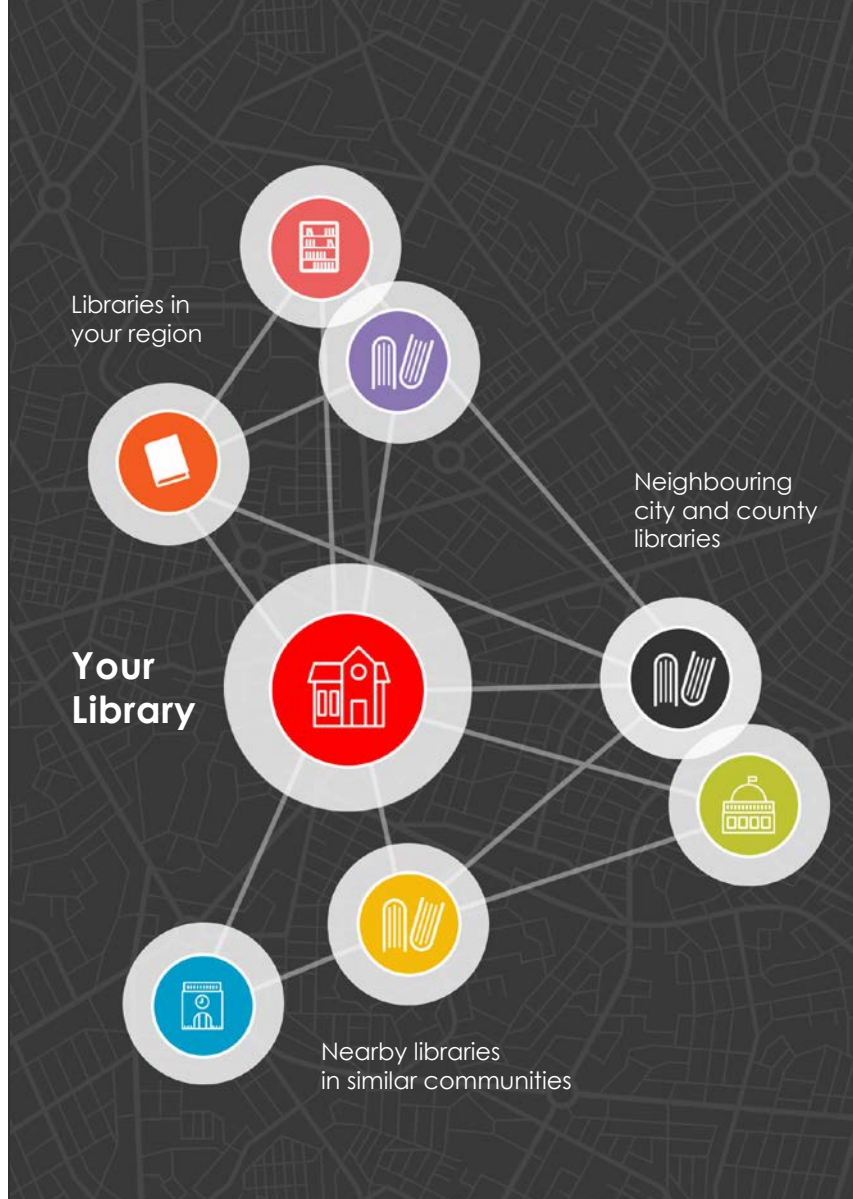 Libraries in
your region
Neighbouring
city and county
libraries
Your
Library
Nearby libraries
in similar communities